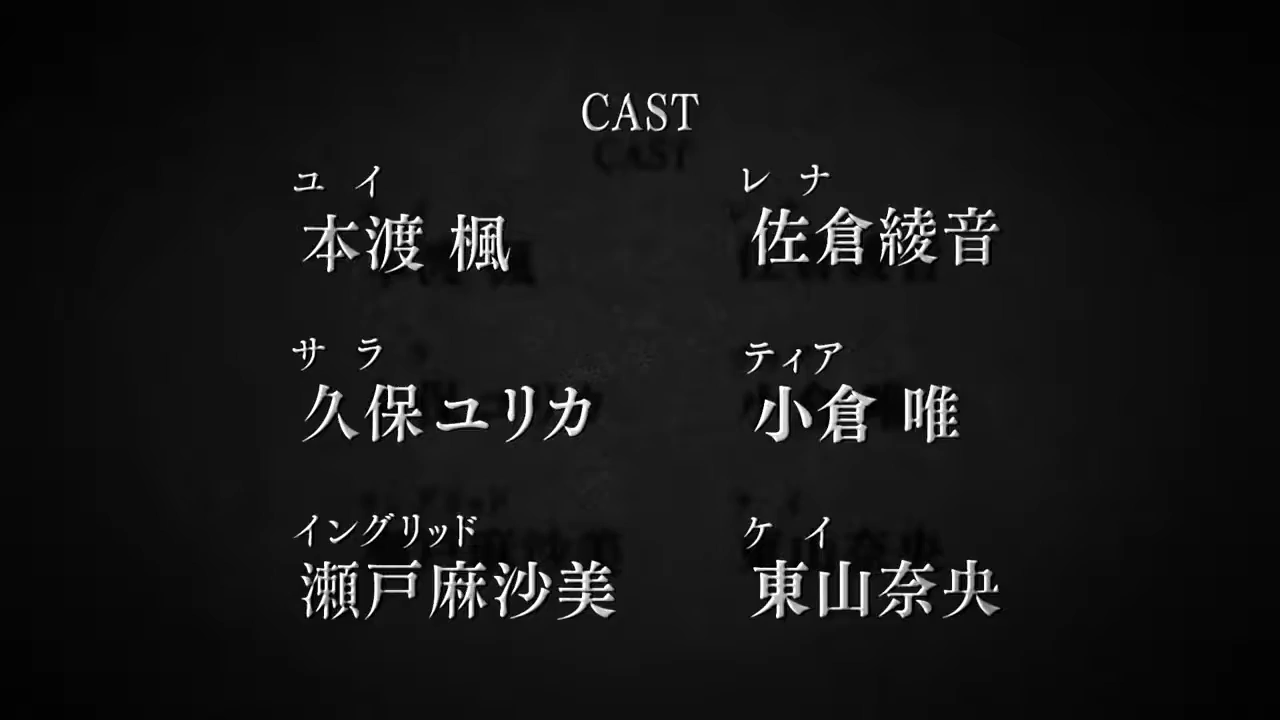 CAST
ユイ
本渡 楓
レナ
佐倉綾音
サラ
久保ユリカ
ティア
小倉 唯
イングリッド
瀬戸麻沙美
ケイ
東山奈央